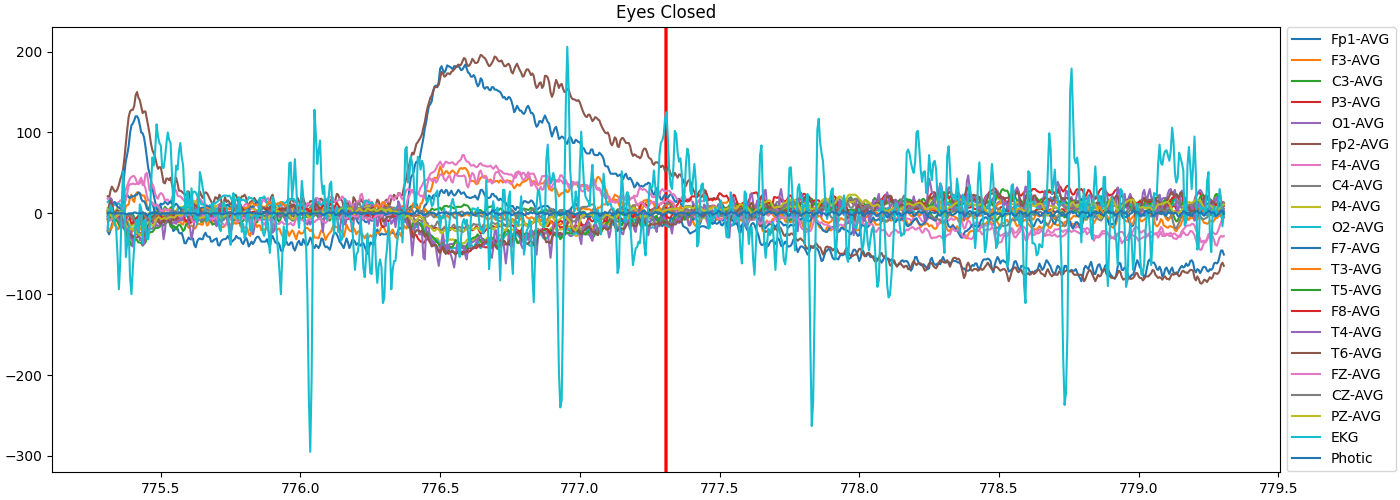 Eyes Closed
200
100
0
−100
−200
−300
775.5
776.0
776.5
777.0
777.5
778.0
778.5
779.0
779.5
Fp1-AVG
F3-AVG
C3-AVG
P3-AVG
O1-AVG
Fp2-AVG
F4-AVG
C4-AVG
P4-AVG
O2-AVG
F7-AVG
T3-AVG
T5-AVG
F8-AVG
T4-AVG
T6-AVG
FZ-AVG
CZ-AVG
PZ-AVG
EKG
Photic